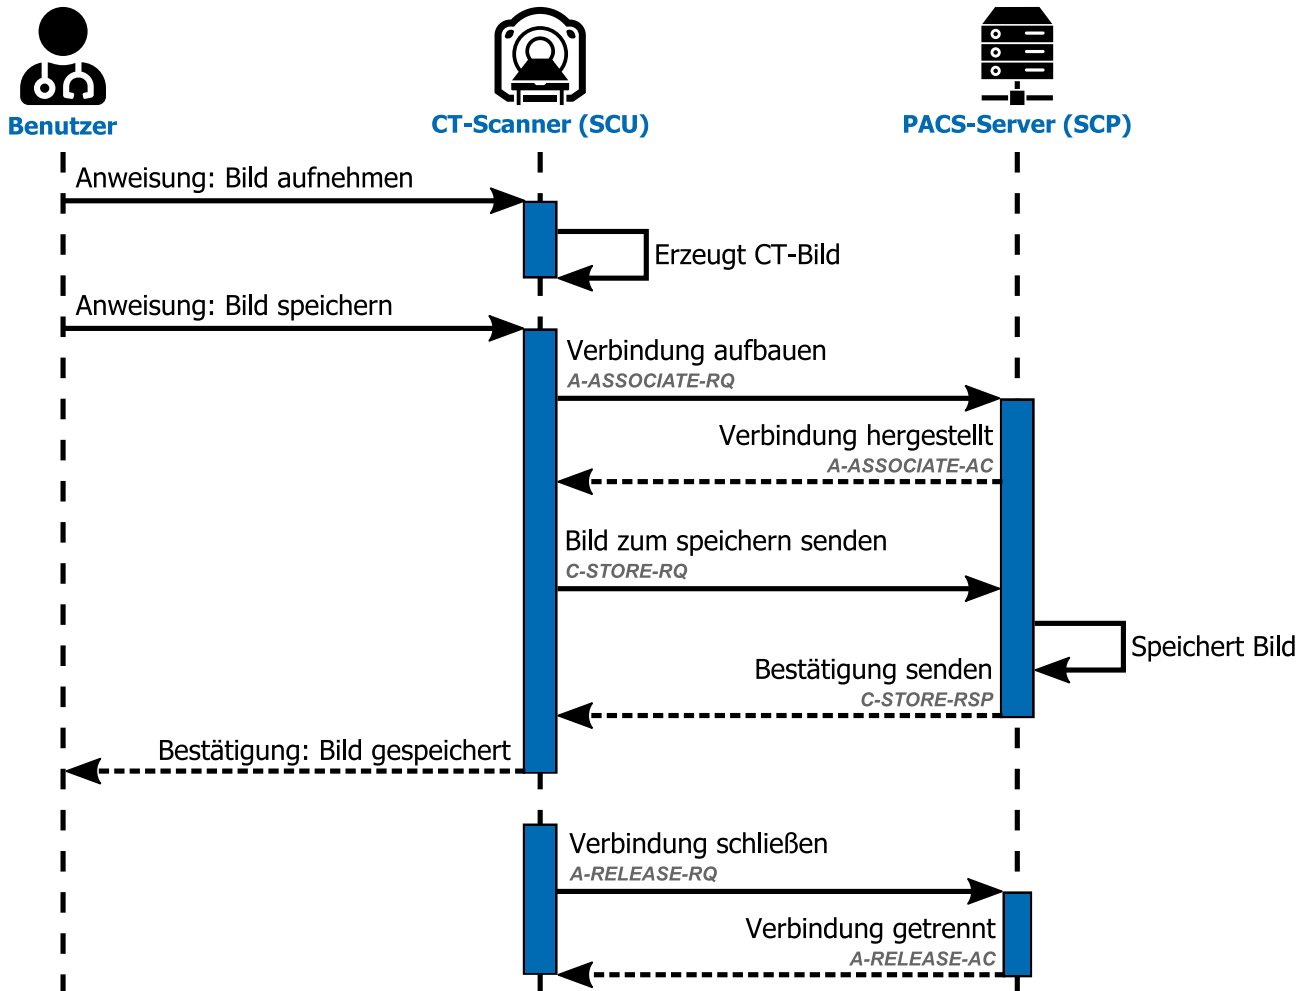 Benutzer
CT-Scanner (SCU)
PACS-Server (SCP)
Anweisung: Bild aufnehmen
Erzeugt CT-Bild
Anweisung: Bild speichern
Verbindung aufbauen
A-ASSOCIATE-RQ
Verbindung hergestellt
A-ASSOCIATE-AC
Bild zum speichern senden
C-STORE-RQ
Speichert Bild
Bestätigung senden
C-STORE-RSP
Bestätigung: Bild gespeichert
Verbindung schließen
A-RELEASE-RQ
Verbindung getrennt
A-RELEASE-AC